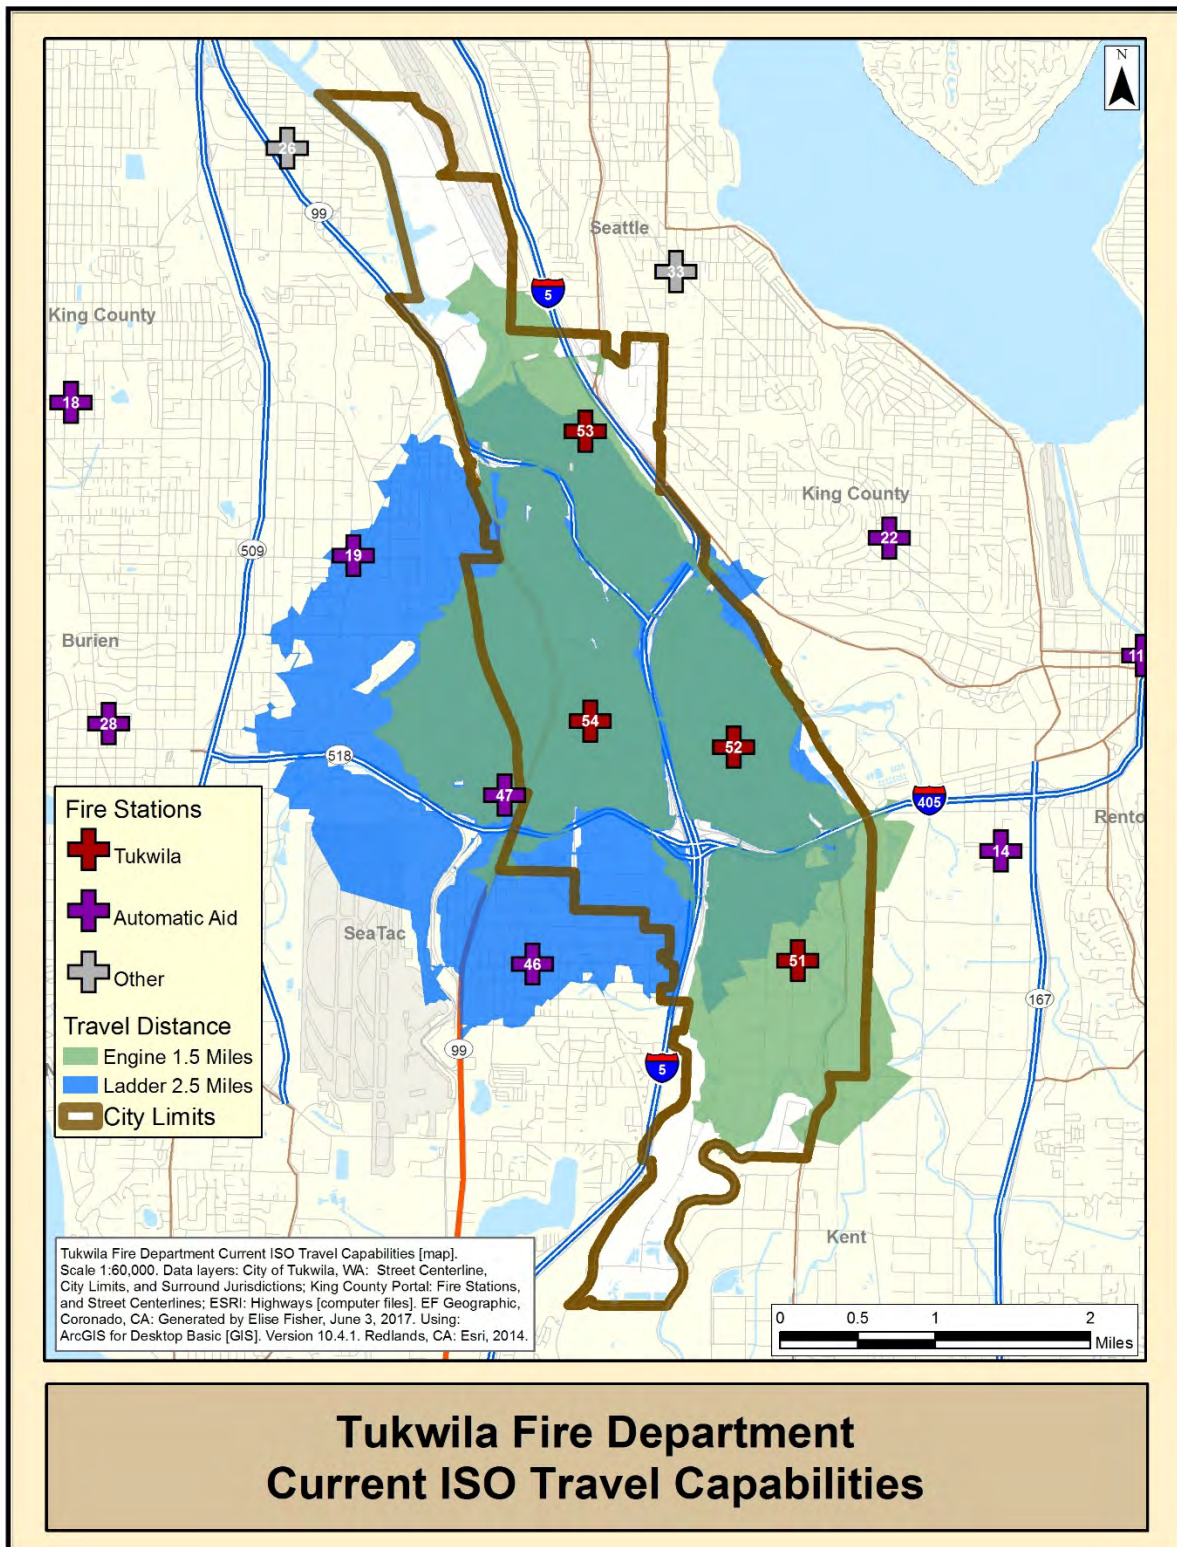 N
26
99
Seattle
33
5
King County
18
53
King County
22
19
509
Burien
11
28
54
52
518
47
405
Rento
14
Fire Stations
Tukwila
Automatic Aid
Other
SeaTac
46
51
167
Travel Distance
Engine 1.5 Miles
Ladder 2.5 Miles
City Limits
99
5
N
Kent
Tukwila Fire Department Current ISO Travel Capabilities [map].
Scale 1:60,000. Data layers: City of Tukwila, WA: Street Centerline,
City Limits, and Surround Jurisdictions; King County Portal: Fire Stations,
and Street Centerlines; ESRI: Highways [computer files]. EF Geographic,
Coronado, CA: Generated by Elise Fisher, June 3, 2017. Using:
ArcGIS for Desktop Basic [GIS]. Version 10.4.1. Redlands, CA: Esri, 2014.
0 0.5 1 2
Miles
Tukwila Fire Department
Current ISO Travel Capabilities